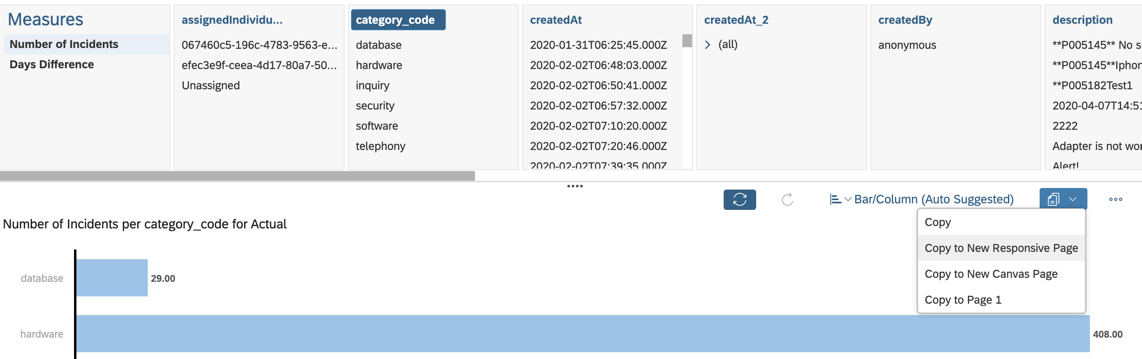 Measures
Number of Incidents
Days Difference
assignedIndividu...
067460c5-196c-4783-9563-e...
efec3e9f-ceea-4d17-80a7-50...
Unassigned
category_code
database
hardware
inquiry
security
software
telephony
createdAt
2020-01-31T06:25:45.000Z
2020-02-02T06:48:03.000Z
2020-02-02T06:50:41.000Z
2020-02-02T06:57:32.000Z
2020-02-02T07:10:20.000Z
2020-02-02T07:20:46.000Z
2020-02-02T07:39:35.000Z
createdAt_2
(all)
createdBy
anonymous
description
**P005145** No s
**P005145**Iphon
**P005182Test1
2020-04-07T14:51
2222
Adapter is not wor
Alert!
Bar/Column (Auto Suggested)
Copy
Copy to New Responsive Page
Copy to New Canvas Page
Copy to Page 1
Number of Incidents per category_code for Actual
database 29.00
hardware 408.00